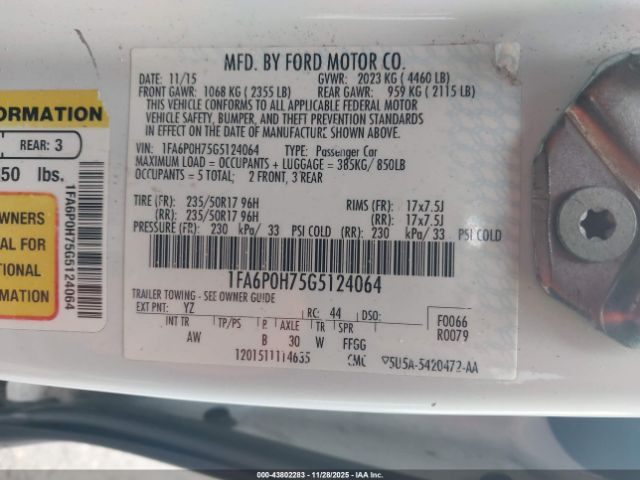 FORMATION
REAR: 3
50 lbs.
WNERS
AL FOR
TIONAL
ION
1FA6P0H75G5124064
MFD. BY FORD MOTOR CO.
DATE: 11/15 GVWR: 2023 KG ( 4460 LB)
FRONT GAWR: 1068 KG ( 2355 LB) REAR GAWR: 959 KG ( 2115 LB)
THIS VEHICLE CONFORMS TO ALL APPLICABLE FEDERAL MOTOR
VEHICLE SAFETY, BUMPER, AND THEFT PREVENTION STANDARDS
IN EFFECT ON THE DATE OF MANUFACTURE SHOWN ABOVE.
VIN: 1FA6P0H75G5124064 TYPE: Passenger Car
MAXIMUM LOAD = OCCUPANTS + LUGGAGE = 385KG/ 850LB
OCCUPANTS = 5 TOTAL; 2 FRONT, 3 REAR
TIRE (FR): 235/50R17 96H RIMS (FR): 17x7.5J
(RR): 235/50R17 96H (RR): 17x7.5J
PRESSURE (FR): 230 kPa/ 33 PSI COLD (RR): 230 kPa/ 33 PSI COLD
1FA6P0H75G5124064
TRAILER TOWING - SEE OWNER GUIDE
EXT PNT: YZ RC: 44 DSO: F0066
INT TR TP/PS R AXLE TR SPR R0079
AW B 30 W FFGG
1201511114635 5U5A-5420472-AA
000-43802283 - 11/28/2025 - IAAI